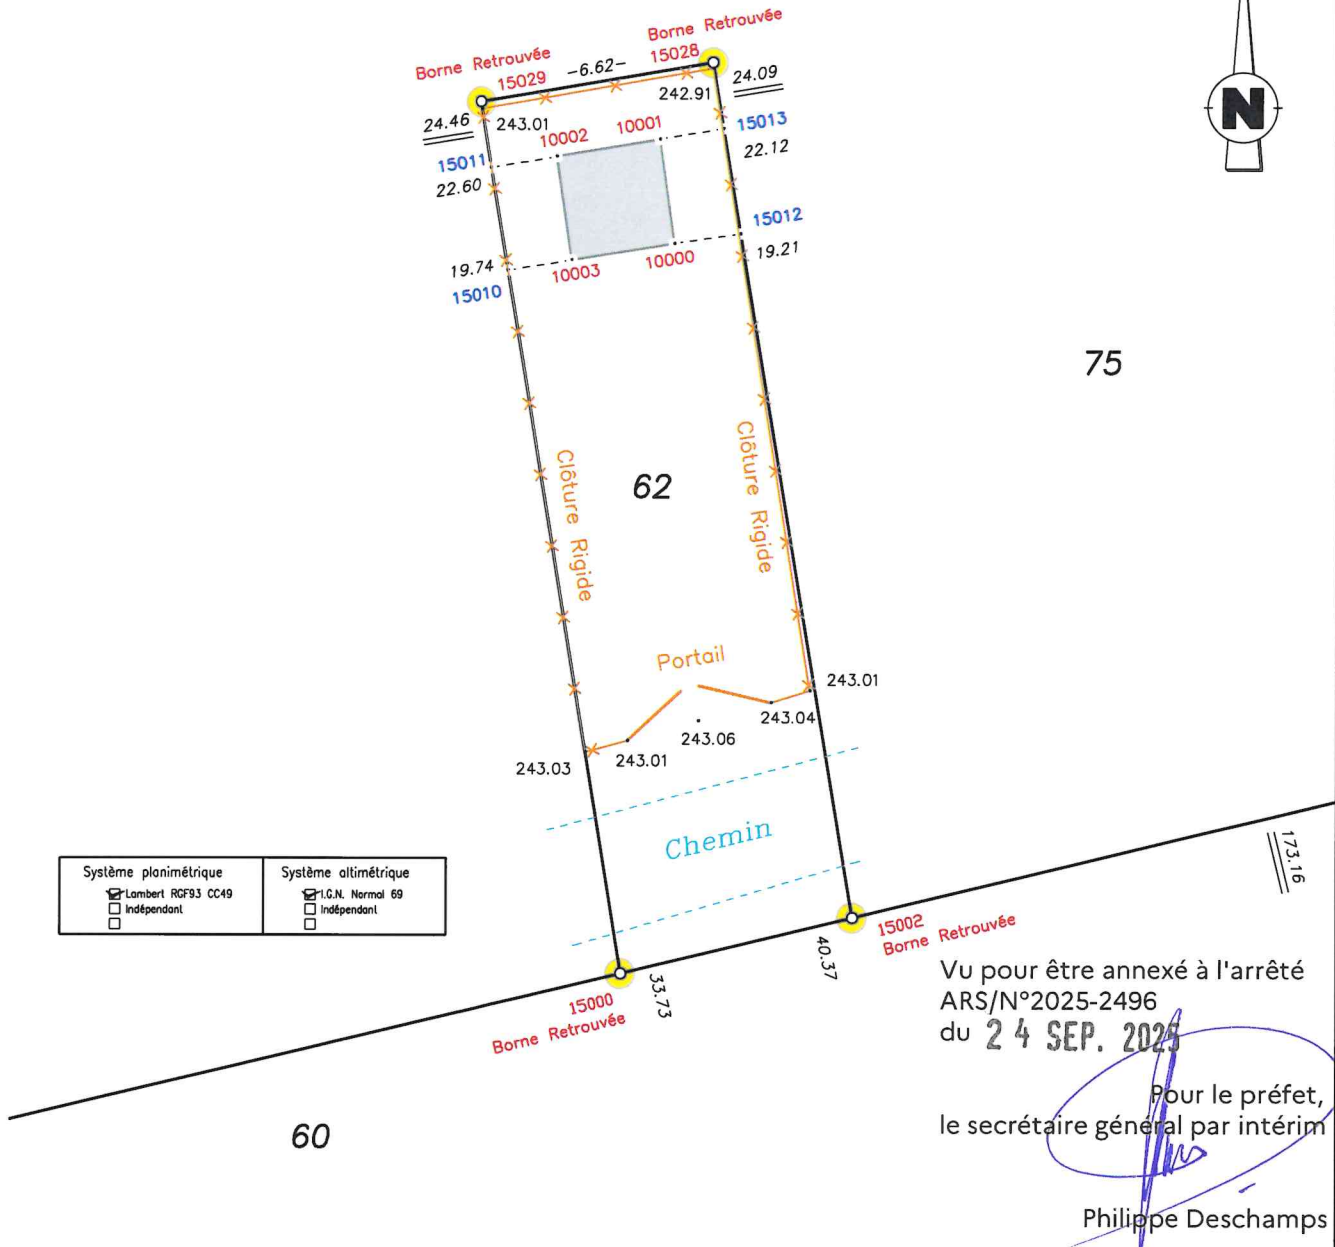 Borne Retrouvée
15028
Borne Retrouvée
15029
-6.62-
N
24.09
242.91
24.46
243.01
10002
10001
15013
22.12
15011
22.60
15012
19.21
19.74
15010
10003
10000
75
Clôture Rigide
62
Clôture Rigide
Portail
243.01
243.04
243.06
243.01
243.03
Chemin
Système planimétrique
Lambert RGF93 CC49
Indépendant
Système altimétrique
I.G.N. Normal 69
Indépendant
173.16
15002
Borne Retrouvée
40.37
33.73
15000
Borne Retrouvée
60
Vu pour être annexé à l'arrêté
ARS/N°2025-2496
du 24 SEP. 2025
Pour le préfet,
le secrétaire général par intérim
Philippe Deschamps